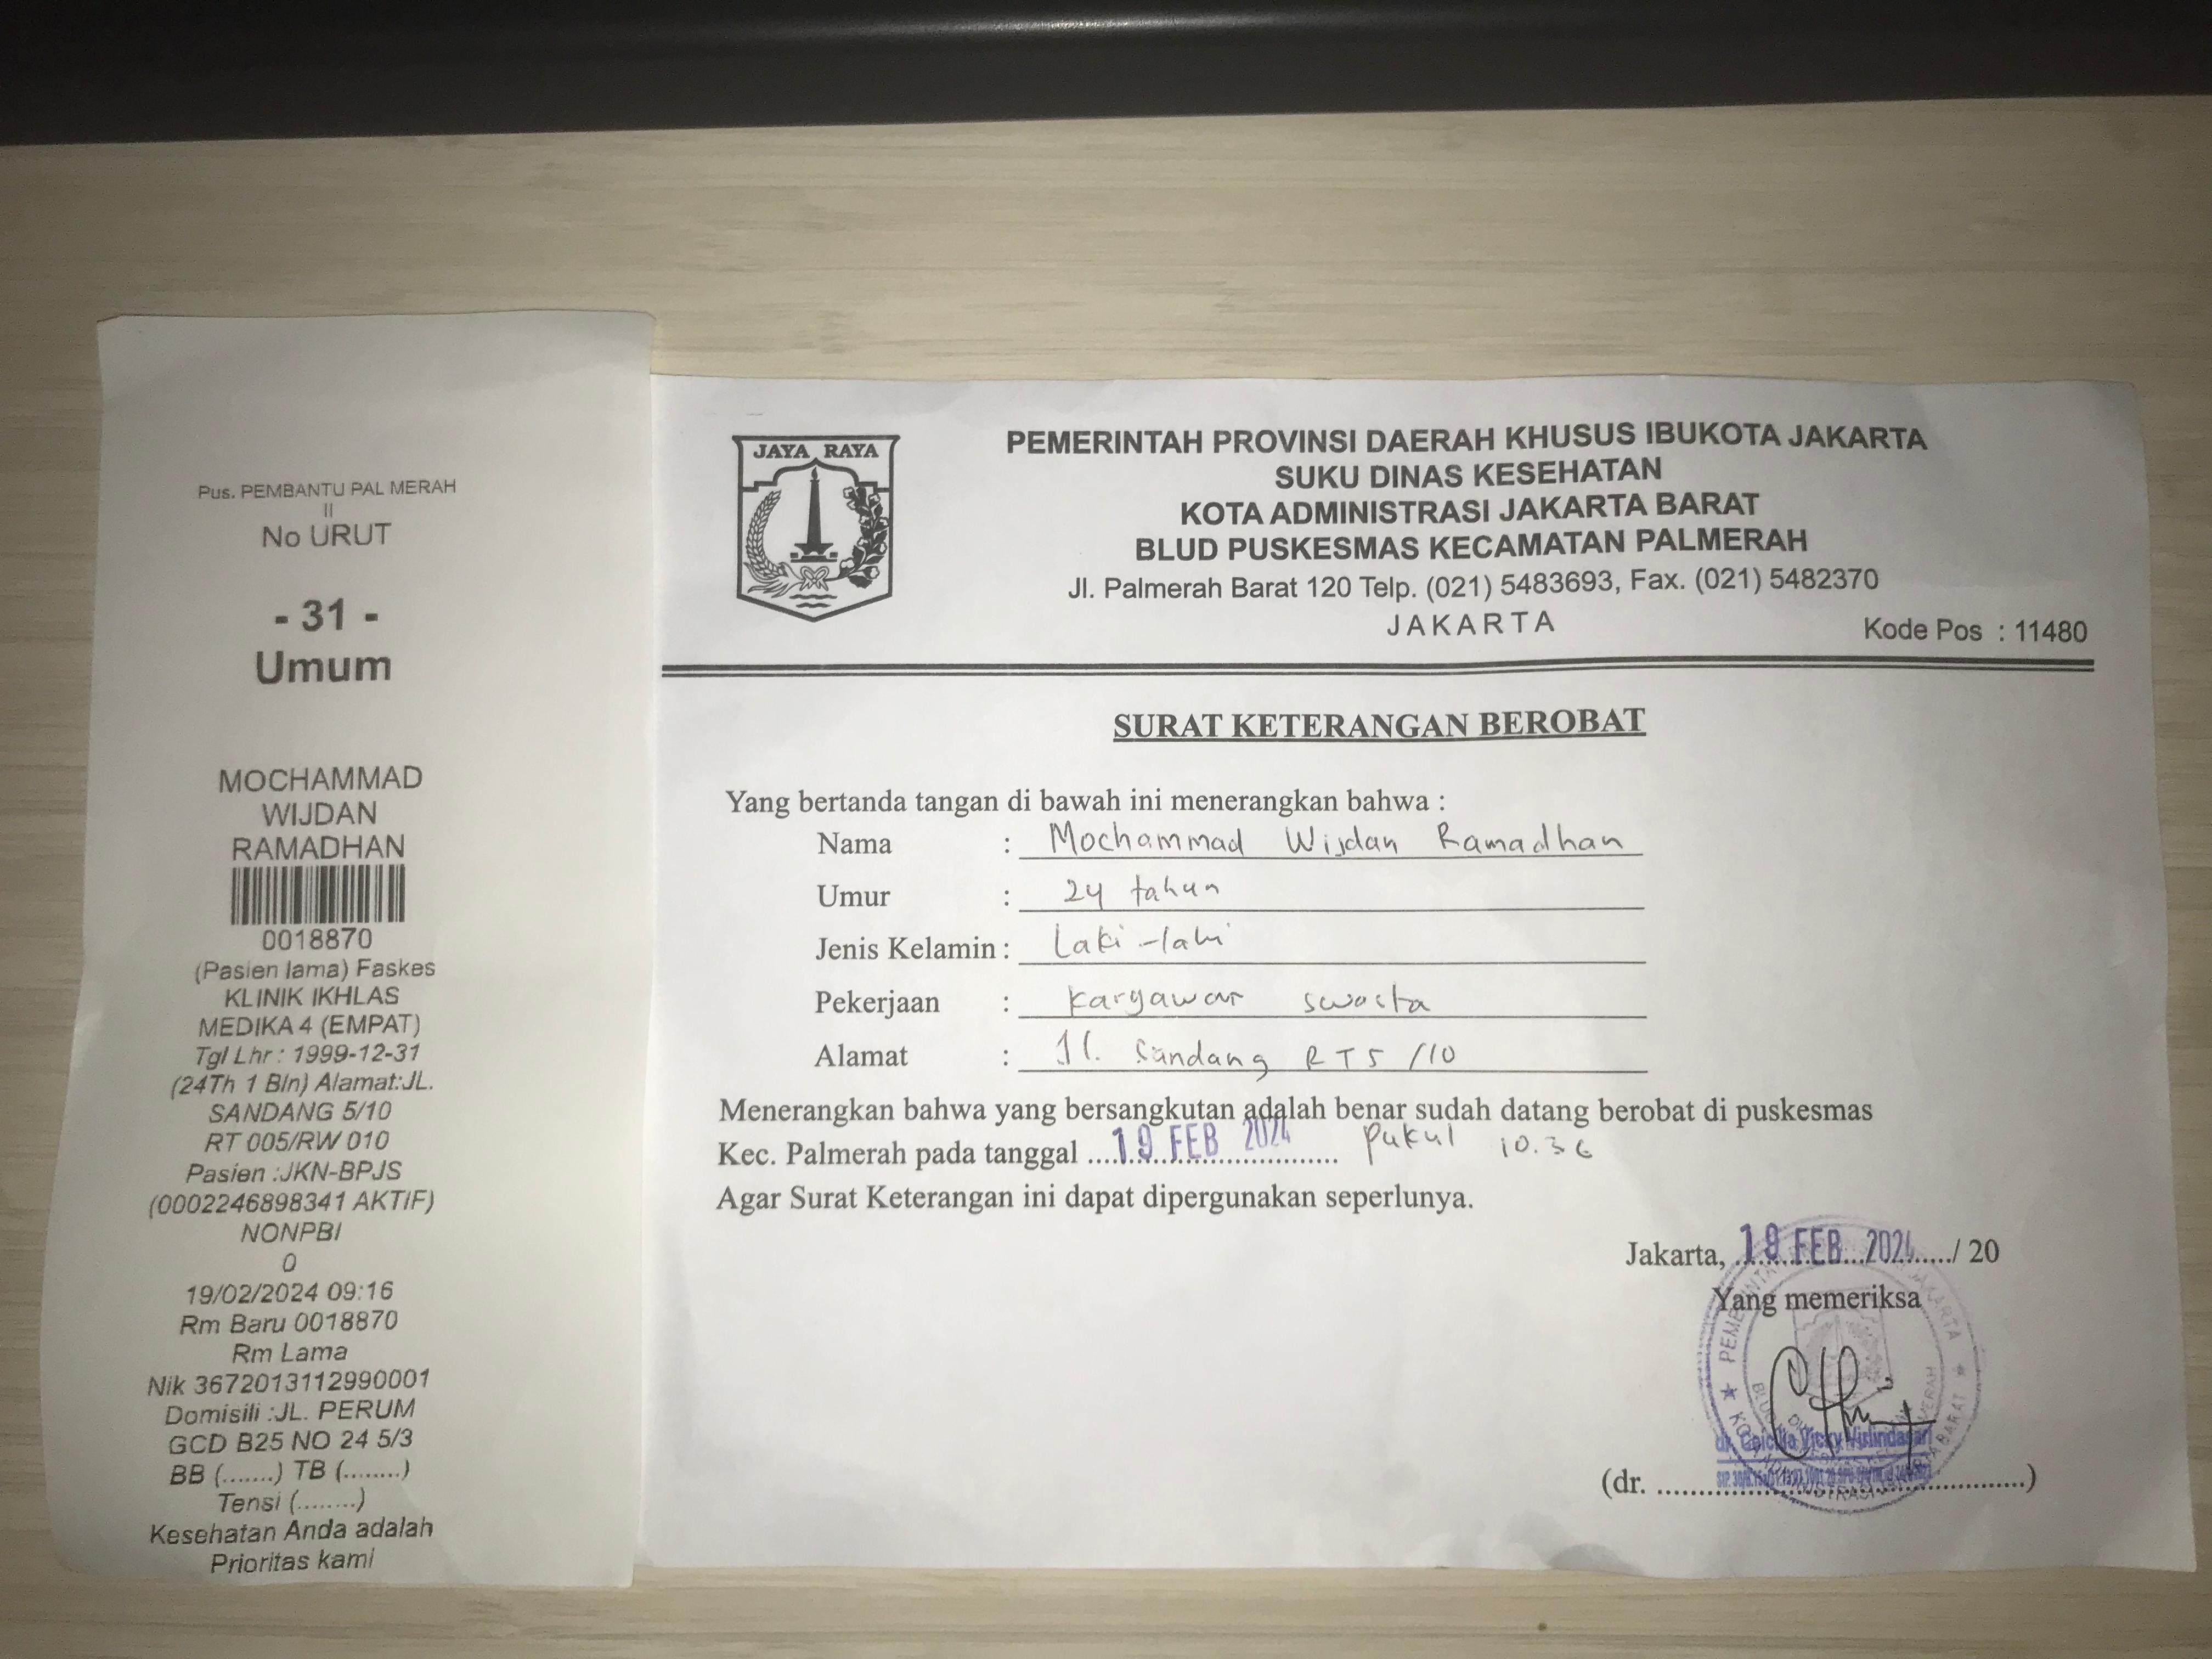 Pus. PEMBANTU PAL MERAH
II
No URUT
- 31 -
Umum
MOCHAMMAD
WIJDAN
RAMADHAN
0018870
(Pasien lama) Faskes
KLINIK IKHLAS
MEDIKA 4 (EMPAT)
Tgl Lhr : 1999-12-31
(24Th 1 Bln) Alamat:JL.
SANDANG 5/10
RT 005/RW 010
Pasien :JKN-BPJS
(0002246898341 AKTIF)
NONPBI
0
19/02/2024 09:16
Rm Baru 0018870
Rm Lama
Nik 3672013112990001
Domisili :JL. PERUM
GCD B25 NO 24 5/3
BB (.......) TB (........)
Tensi (........)
Kesehatan Anda adalah
Prioritas kami
JAYA RAYA
PEMERINTAH PROVINSI DAERAH KHUSUS IBUKOTA JAKARTA
SUKU DINAS KESEHATAN
KOTA ADMINISTRASI JAKARTA BARAT
BLUD PUSKESMAS KECAMATAN PALMERAH
Jl. Palmerah Barat 120 Telp. (021) 5483693, Fax. (021) 5482370
JAKARTA
Kode Pos : 11480
SURAT KETERANGAN BEROBAT
Yang bertanda tangan di bawah ini menerangkan bahwa :
Nama : Mochammad Wijdan Ramadhan
Umur : 24 tahun
Jenis Kelamin : Laki-laki
Pekerjaan : karyawan swasta
Alamat : Jl. Sandang RT 5 /10
Menerangkan bahwa yang bersangkutan adalah benar sudah datang berobat di puskesmas
Kec. Palmerah pada tanggal 19 FEB 2024 pukul 10.36
Agar Surat Keterangan ini dapat dipergunakan seperlunya.
Jakarta, 19 FEB 2024 / 20
Yang memeriksa
(dr. ..........)